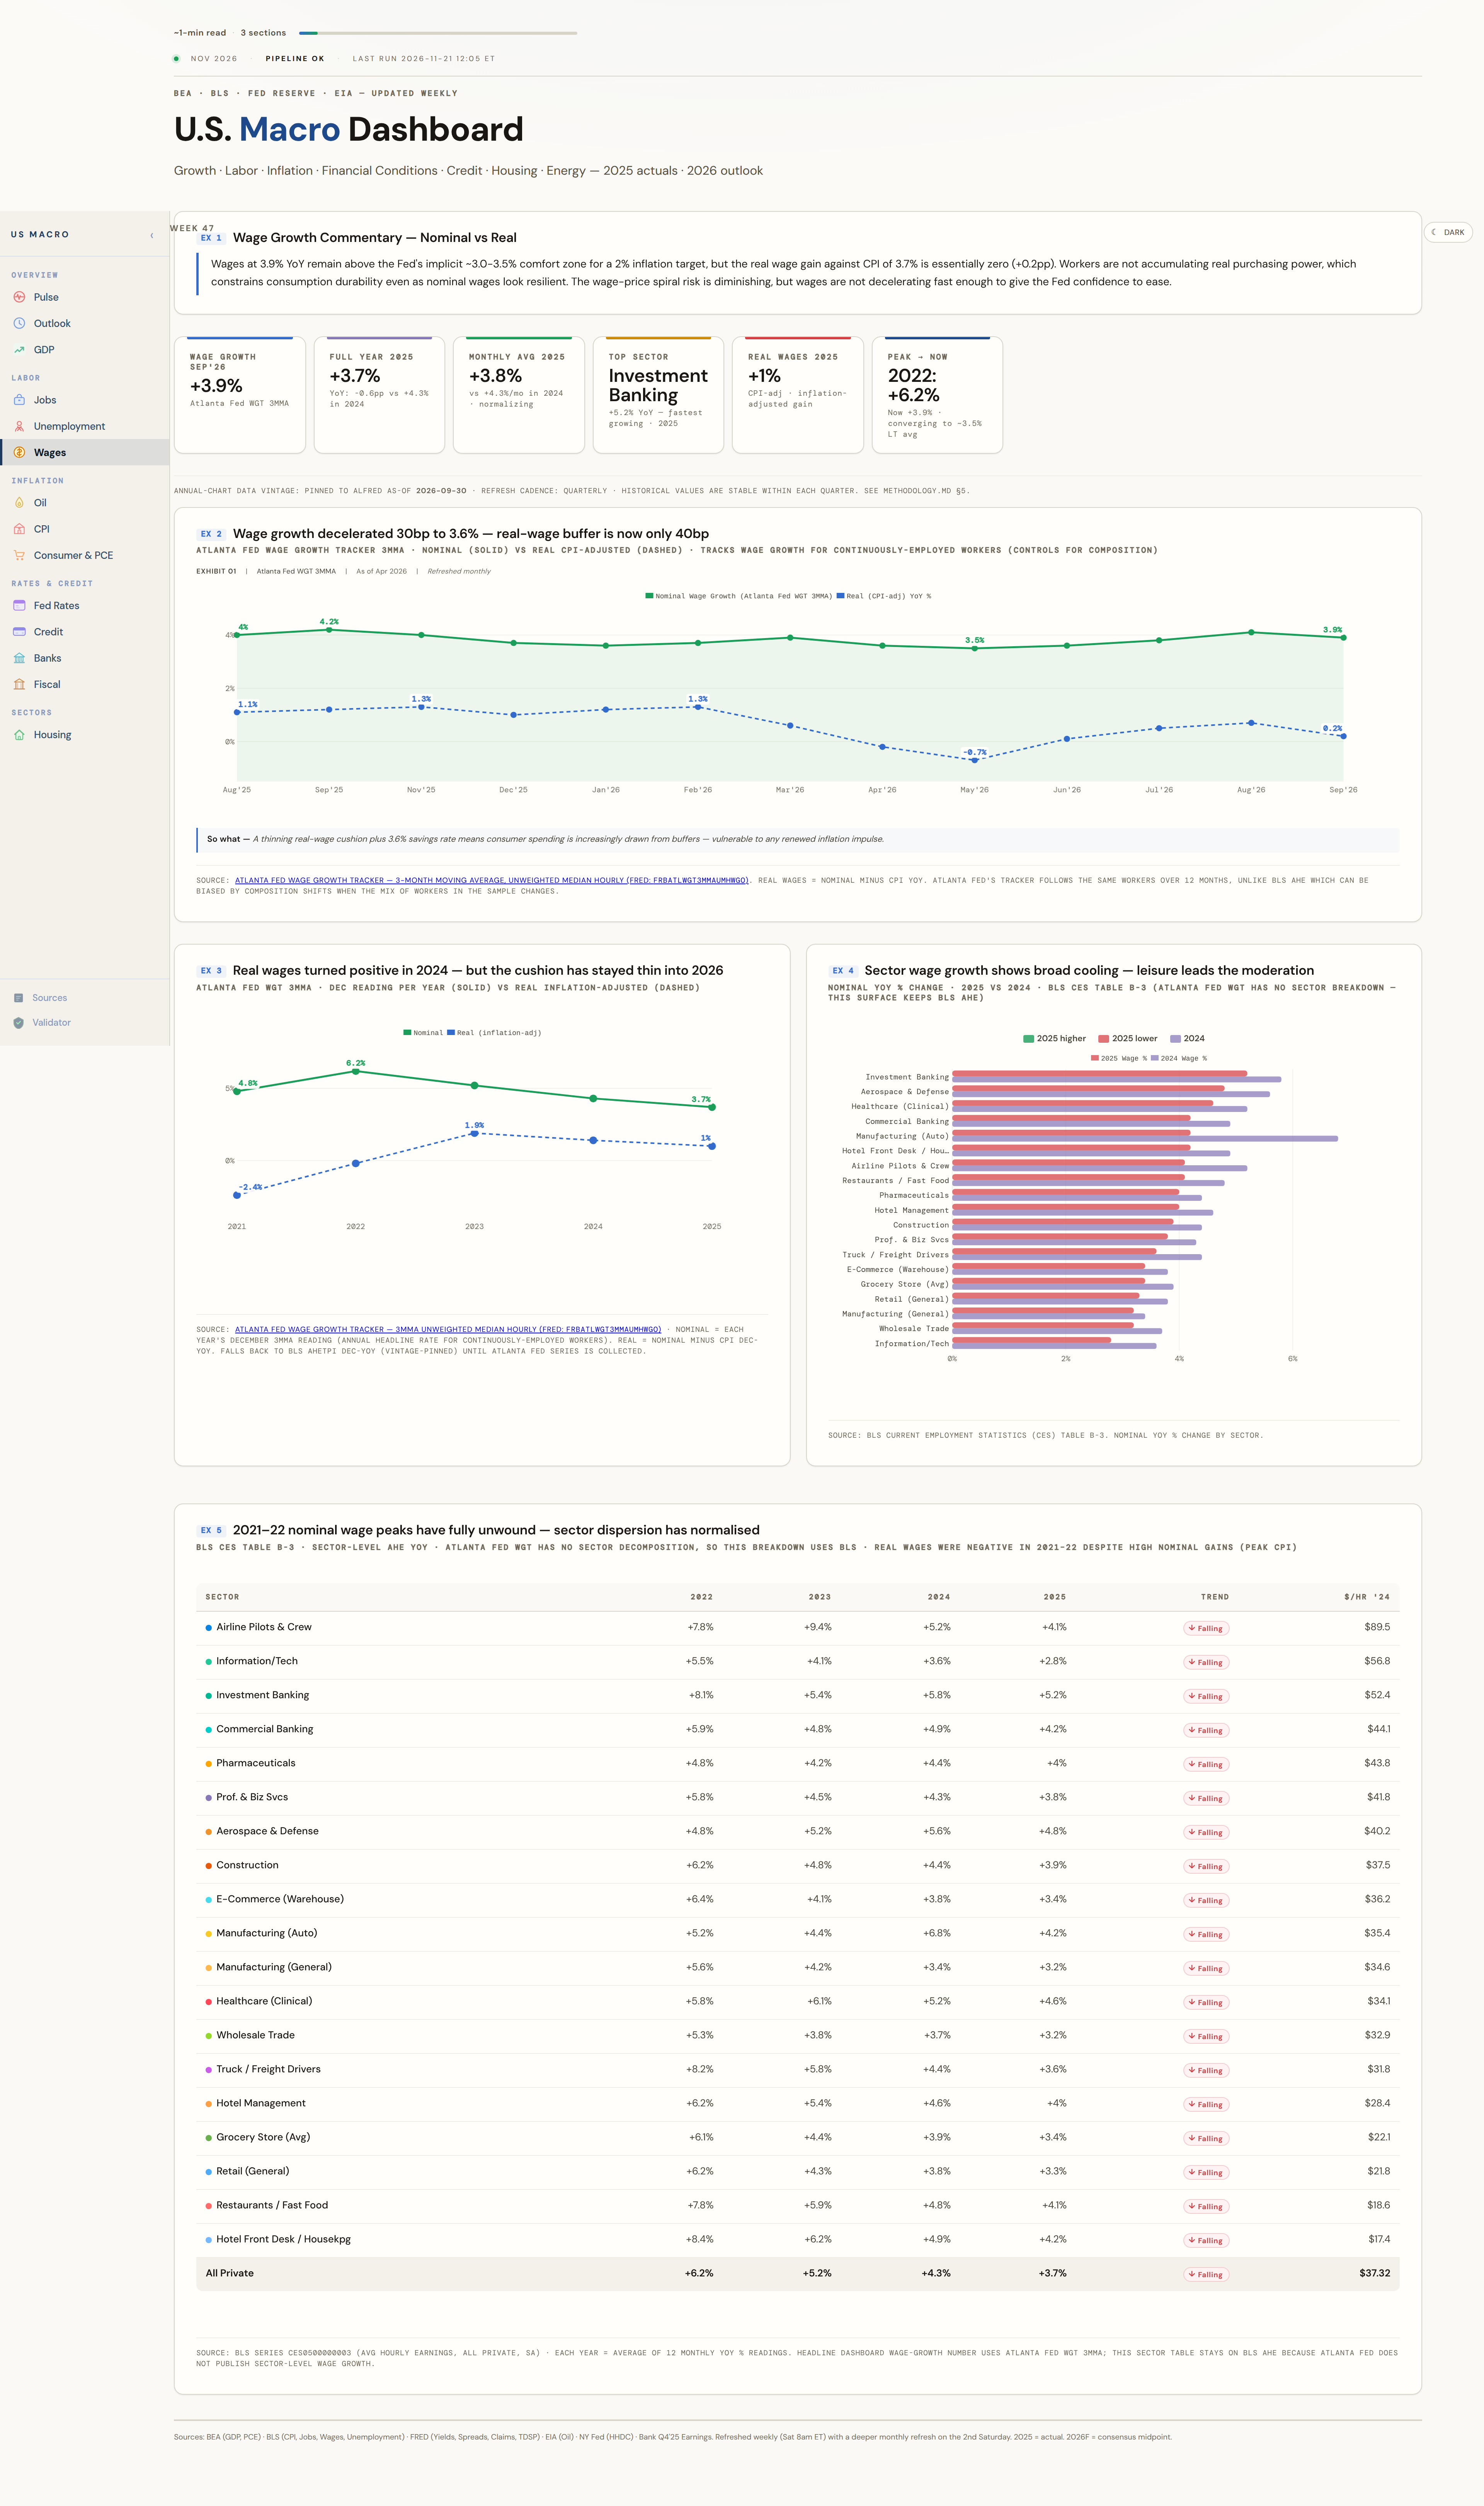 ~1-min read · 3 sections
NOV 2026 · PIPELINE OK · LAST RUN 2026-11-21 12:05 ET
BEA · BLS · FED RESERVE · EIA — UPDATED WEEKLY
U.S. Macro Dashboard
Growth · Labor · Inflation · Financial Conditions · Credit · Housing · Energy — 2025 actuals · 2026 outlook
US MACRO ‹
OVERVIEW
Pulse
Outlook
GDP
LABOR
Jobs
Unemployment
Wages
INFLATION
Oil
CPI
Consumer & PCE
RATES & CREDIT
Fed Rates
Credit
Banks
Fiscal
SECTORS
Housing
Sources
Validator
WEEK 47
☾ DARK
EX 1 Wage Growth Commentary — Nominal vs Real
Wages at 3.9% YoY remain above the Fed's implicit ~3.0-3.5% comfort zone for a 2% inflation target, but the real wage gain against CPI of 3.7% is essentially zero (+0.2pp). Workers are not accumulating real purchasing power, which
constrains consumption durability even as nominal wages look resilient. The wage-price spiral risk is diminishing, but wages are not decelerating fast enough to give the Fed confidence to ease.
WAGE GROWTH
SEP'26
+3.9%
Atlanta Fed WGT 3MMA
FULL YEAR 2025
+3.7%
YoY: -0.6pp vs +4.3%
in 2024
MONTHLY AVG 2025
+3.8%
vs +4.3%/mo in 2024
· normalizing
TOP SECTOR
Investment
Banking
+5.2% YoY — fastest
growing · 2025
REAL WAGES 2025
+1%
CPI-adj · inflation-
adjusted gain
PEAK → NOW
2022:
+6.2%
Now +3.9% ·
converging to ~3.5%
LT avg
ANNUAL-CHART DATA VINTAGE: PINNED TO ALFRED AS-OF 2026-09-30 · REFRESH CADENCE: QUARTERLY · HISTORICAL VALUES ARE STABLE WITHIN EACH QUARTER. SEE METHODOLOGY.MD §5.
EX 2 Wage growth decelerated 30bp to 3.6% — real-wage buffer is now only 40bp
ATLANTA FED WAGE GROWTH TRACKER 3MMA · NOMINAL (SOLID) VS REAL CPI-ADJUSTED (DASHED) · TRACKS WAGE GROWTH FOR CONTINUOUSLY-EMPLOYED WORKERS (CONTROLS FOR COMPOSITION)
EXHIBIT 01 | Atlanta Fed WGT 3MMA | As of Apr 2026 | Refreshed monthly
Nominal Wage Growth (Atlanta Fed WGT 3MMA) Real (CPI-adj) YoY %
4% 4% 4.2% 3.5% 3.9%
2%
1.1% 1.3% 1.3% -0.7% 0.2%
0%
Aug'25 Sep'25 Nov'25 Dec'25 Jan'26 Feb'26 Mar'26 Apr'26 May'26 Jun'26 Jul'26 Aug'26 Sep'26
So what — A thinning real-wage cushion plus 3.6% savings rate means consumer spending is increasingly drawn from buffers — vulnerable to any renewed inflation impulse.
SOURCE: ATLANTA FED WAGE GROWTH TRACKER — 3-MONTH MOVING AVERAGE, UNWEIGHTED MEDIAN HOURLY (FRED: FRBATLWGT3MMAUMHWGO). REAL WAGES = NOMINAL MINUS CPI YOY. ATLANTA FED'S TRACKER FOLLOWS THE SAME WORKERS OVER 12 MONTHS, UNLIKE BLS AHE WHICH CAN BE
BIASED BY COMPOSITION SHIFTS WHEN THE MIX OF WORKERS IN THE SAMPLE CHANGES.
EX 3 Real wages turned positive in 2024 — but the cushion has stayed thin into 2026
ATLANTA FED WGT 3MMA · DEC READING PER YEAR (SOLID) VS REAL INFLATION-ADJUSTED (DASHED)
Nominal Real (inflation-adj)
5% 4.8% 6.2% 3.7%
0% -2.4% 1.9% 1%
2021 2022 2023 2024 2025
SOURCE: ATLANTA FED WAGE GROWTH TRACKER — 3MMA UNWEIGHTED MEDIAN HOURLY (FRED: FRBATLWGT3MMAUMHWGO) · NOMINAL = EACH
YEAR'S DECEMBER 3MMA READING (ANNUAL HEADLINE RATE FOR CONTINUOUSLY-EMPLOYED WORKERS). REAL = NOMINAL MINUS CPI DEC-
YOY. FALLS BACK TO BLS AHETPI DEC-YOY (VINTAGE-PINNED) UNTIL ATLANTA FED SERIES IS COLLECTED.
EX 4 Sector wage growth shows broad cooling — leisure leads the moderation
NOMINAL YOY % CHANGE · 2025 VS 2024 · BLS CES TABLE B-3 (ATLANTA FED WGT HAS NO SECTOR BREAKDOWN —
THIS SURFACE KEEPS BLS AHE)
2025 higher 2025 lower 2024
2025 Wage % 2024 Wage %
Investment Banking
Aerospace & Defense
Healthcare (Clinical)
Commercial Banking
Manufacturing (Auto)
Hotel Front Desk / Hou…
Airline Pilots & Crew
Restaurants / Fast Food
Pharmaceuticals
Hotel Management
Construction
Prof. & Biz Svcs
Truck / Freight Drivers
E-Commerce (Warehouse)
Grocery Store (Avg)
Retail (General)
Manufacturing (General)
Wholesale Trade
Information/Tech
0% 2% 4% 6%
SOURCE: BLS CURRENT EMPLOYMENT STATISTICS (CES) TABLE B-3. NOMINAL YOY % CHANGE BY SECTOR.
EX 5 2021–22 nominal wage peaks have fully unwound — sector dispersion has normalised
BLS CES TABLE B-3 · SECTOR-LEVEL AHE YOY · ATLANTA FED WGT HAS NO SECTOR DECOMPOSITION, SO THIS BREAKDOWN USES BLS · REAL WAGES WERE NEGATIVE IN 2021–22 DESPITE HIGH NOMINAL GAINS (PEAK CPI)
SECTOR 2022 2023 2024 2025 TREND $/HR '24
Airline Pilots & Crew +7.8% +9.4% +5.2% +4.1% ↓ Falling $89.5
Information/Tech +5.5% +4.1% +3.6% +2.8% ↓ Falling $56.8
Investment Banking +8.1% +5.4% +5.8% +5.2% ↓ Falling $52.4
Commercial Banking +5.9% +4.8% +4.9% +4.2% ↓ Falling $44.1
Pharmaceuticals +4.8% +4.2% +4.4% +4% ↓ Falling $43.8
Prof. & Biz Svcs +5.8% +4.5% +4.3% +3.8% ↓ Falling $41.8
Aerospace & Defense +4.8% +5.2% +5.6% +4.8% ↓ Falling $40.2
Construction +6.2% +4.8% +4.4% +3.9% ↓ Falling $37.5
E-Commerce (Warehouse) +6.4% +4.1% +3.8% +3.4% ↓ Falling $36.2
Manufacturing (Auto) +5.2% +4.4% +6.8% +4.2% ↓ Falling $35.4
Manufacturing (General) +5.6% +4.2% +3.4% +3.2% ↓ Falling $34.6
Healthcare (Clinical) +5.8% +6.1% +5.2% +4.6% ↓ Falling $34.1
Wholesale Trade +5.3% +3.8% +3.7% +3.2% ↓ Falling $32.9
Truck / Freight Drivers +8.2% +5.8% +4.4% +3.6% ↓ Falling $31.8
Hotel Management +6.2% +5.4% +4.6% +4% ↓ Falling $28.4
Grocery Store (Avg) +6.1% +4.4% +3.9% +3.4% ↓ Falling $22.1
Retail (General) +6.2% +4.3% +3.8% +3.3% ↓ Falling $21.8
Restaurants / Fast Food +7.8% +5.9% +4.8% +4.1% ↓ Falling $18.6
Hotel Front Desk / Housekpg +8.4% +6.2% +4.9% +4.2% ↓ Falling $17.4
All Private +6.2% +5.2% +4.3% +3.7% ↓ Falling $37.32
SOURCE: BLS SERIES CES0500000003 (AVG HOURLY EARNINGS, ALL PRIVATE, SA) · EACH YEAR = AVERAGE OF 12 MONTHLY YOY % READINGS. HEADLINE DASHBOARD WAGE-GROWTH NUMBER USES ATLANTA FED WGT 3MMA; THIS SECTOR TABLE STAYS ON BLS AHE BECAUSE ATLANTA FED DOES
NOT PUBLISH SECTOR-LEVEL WAGE GROWTH.
Sources: BEA (GDP, PCE) · BLS (CPI, Jobs, Wages, Unemployment) · FRED (Yields, Spreads, Claims, TDSP) · EIA (Oil) · NY Fed (HHDC) · Bank Q4'25 Earnings. Refreshed weekly (Sat 8am ET) with a deeper monthly refresh on the 2nd Saturday. 2025 = actual. 2026F = consensus midpoint.